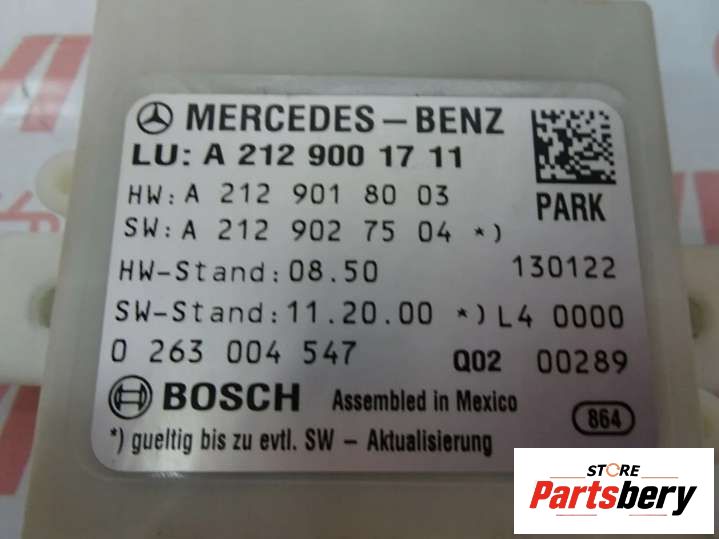 MERCEDES-BENZ
LU: A 212 900 17 11
HW: A 212 901 80 03
PARK
SW: A 212 902 75 04 *)
HW-Stand: 08.50 130122
SW-Stand: 11.20.00 *) L4 0000
0 263 004 547 Q02 00289
BOSCH Assembled in Mexico 864
*) gueltig bis zu evtl. SW - Aktualisierung
STORE
Partsbery